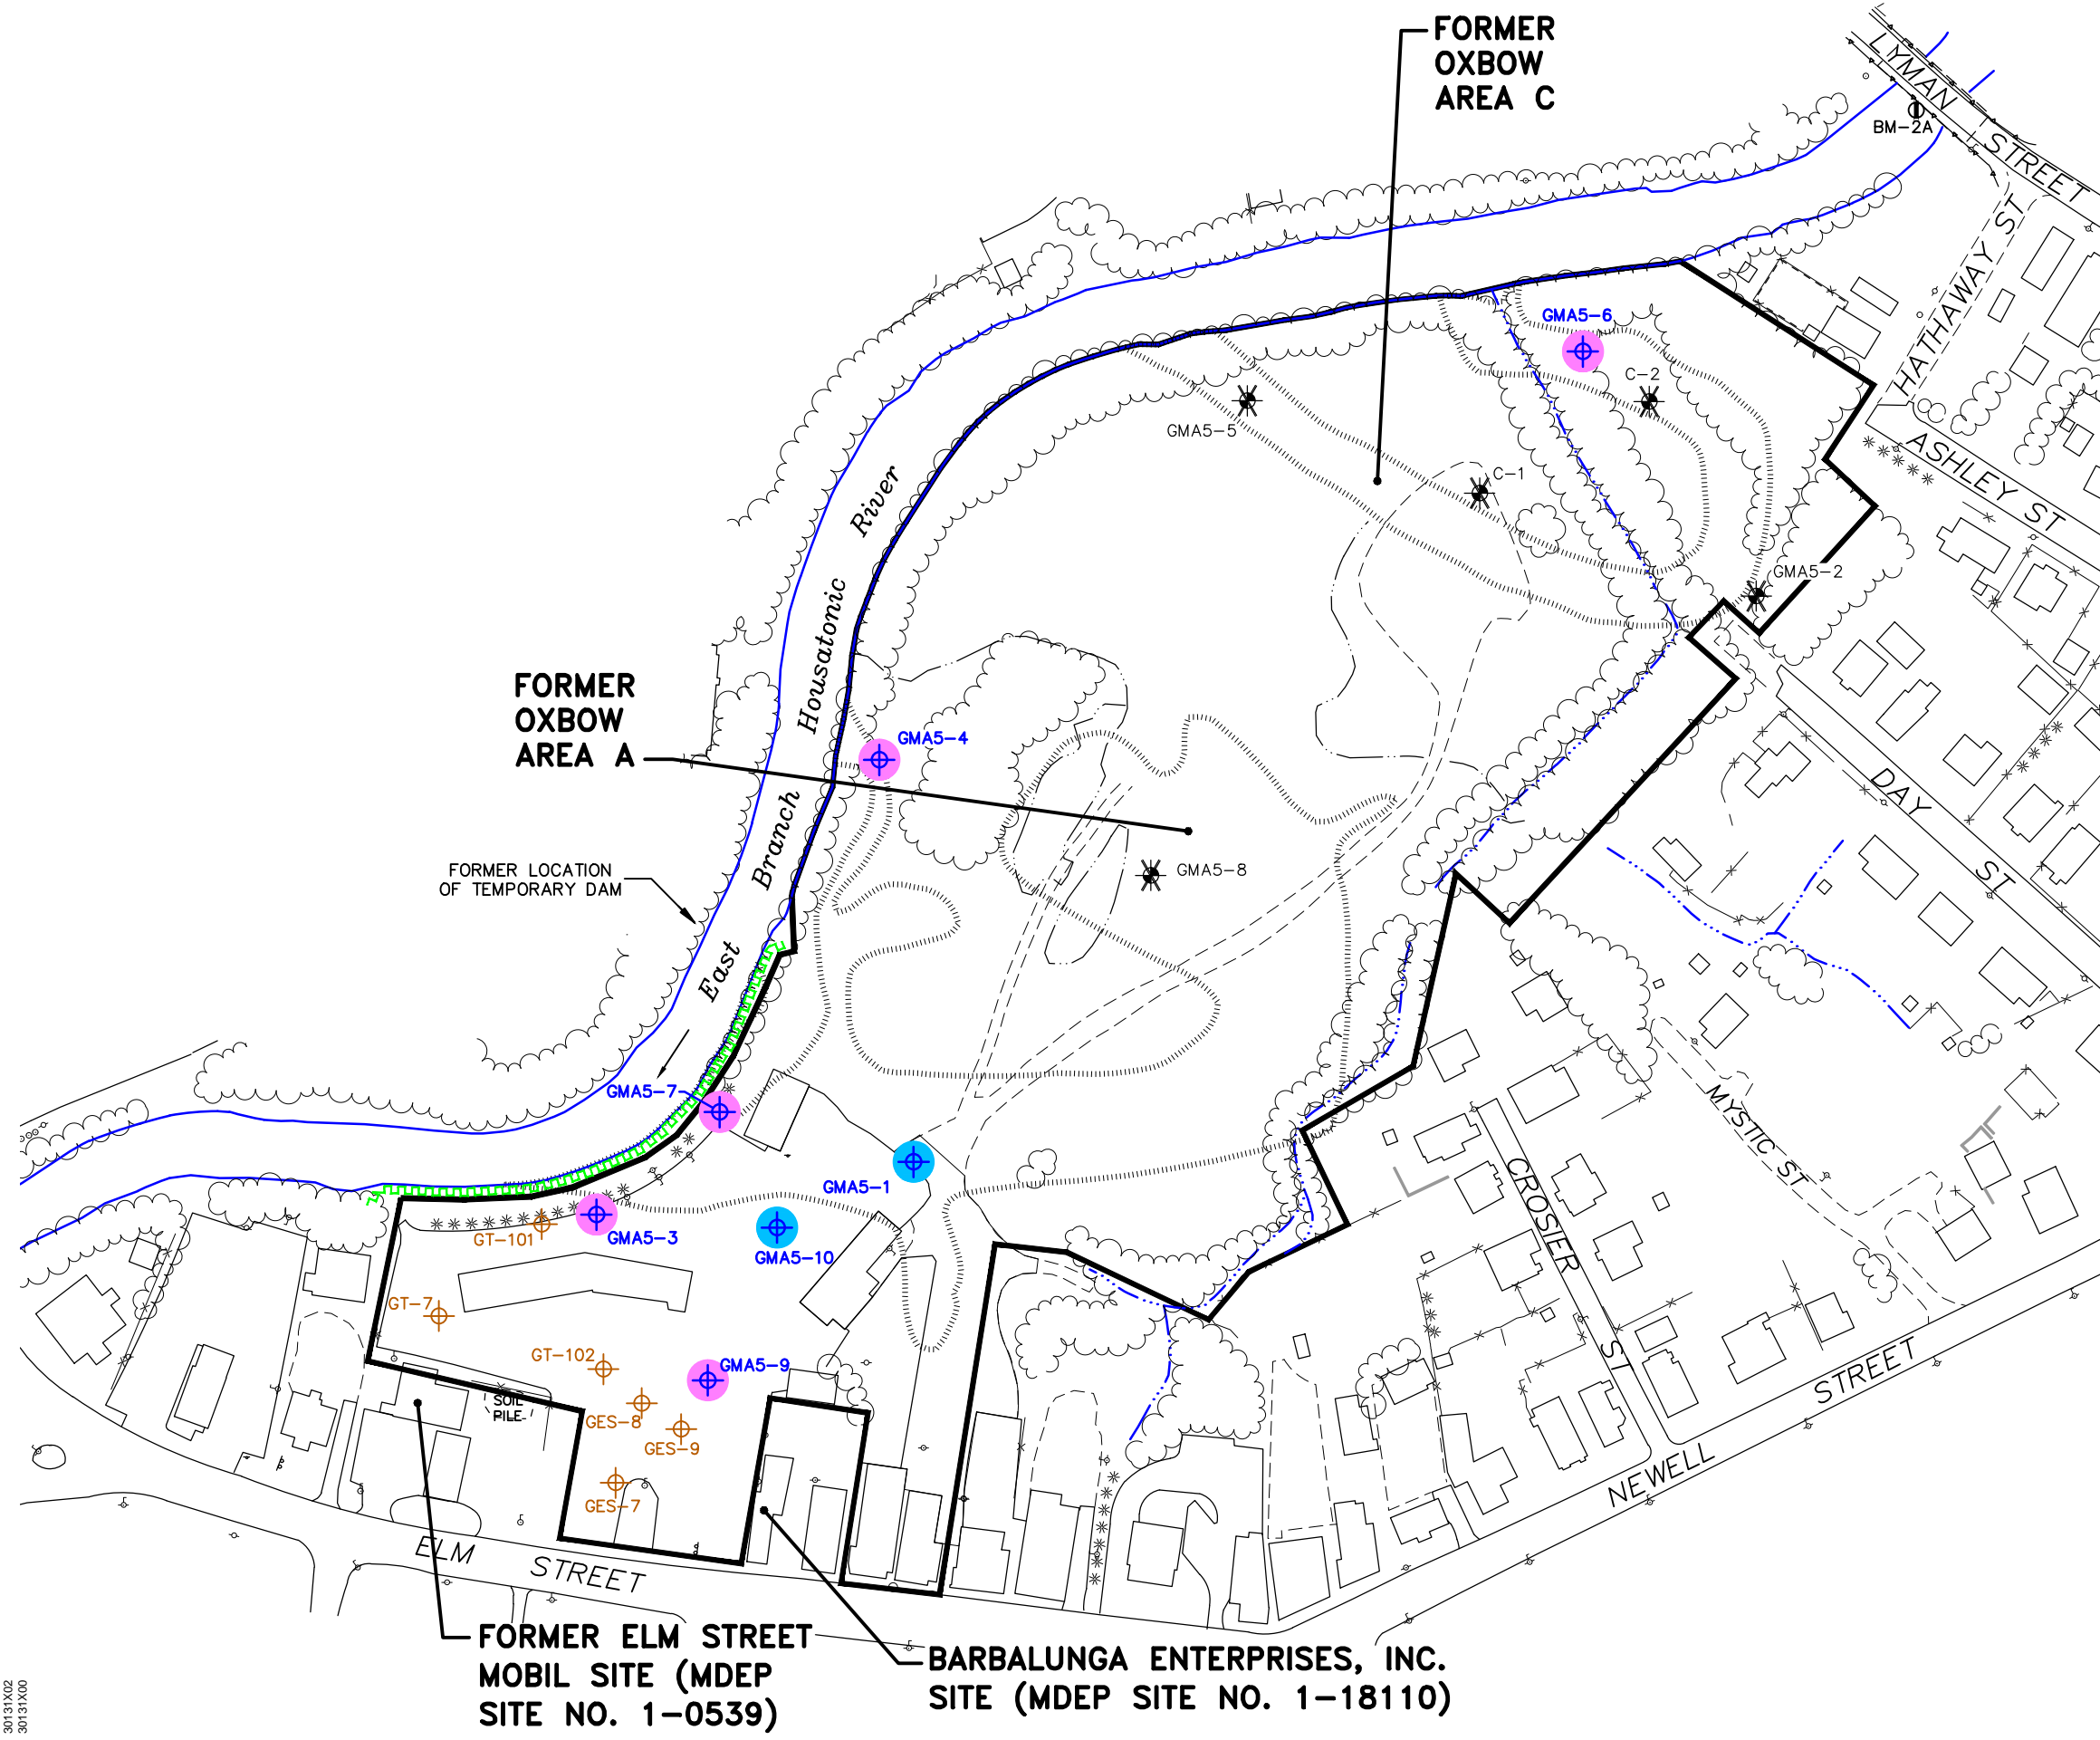 FORMER
OXBOW
AREA C
LYMAN
STREET
BM-2A
HATHAWAY ST
ASHLEY ST
GMA5-6
C-2
GMA5-5
C-1
GMA5-2
River
Housatonic
Branch
East
FORMER
OXBOW
AREA A
GMA5-4
DAY
ST
FORMER LOCATION
OF TEMPORARY DAM
GMA5-8
GMA5-7
MYSTIC ST
GMA5-1
CROSIER
ST
GT-101
GMA5-3
GMA5-10
GT-7
GT-102
GMA5-9
SOIL
PILE
GES-8
GES-9
GES-7
NEWELL
STREET
ELM
STREET
FORMER ELM STREET
MOBIL SITE (MDEP
SITE NO. 1-0539)
BARBALUNGA ENTERPRISES, INC.
SITE (MDEP SITE NO. 1-18110)
30131X02
30131X00